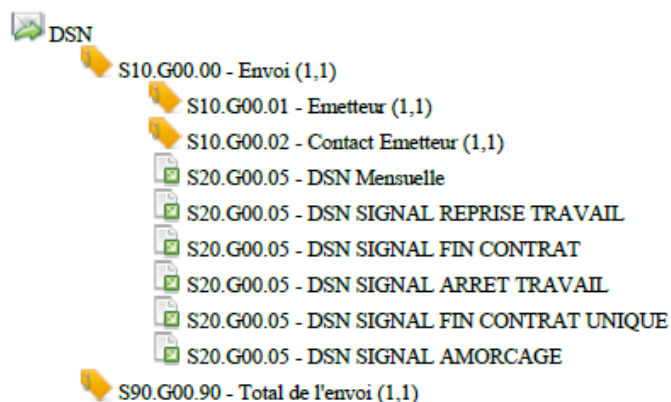 DSN
S10.G00.00 - Envoi (1,1)
S10.G00.01 - Emetteur (1,1)
S10.G00.02 - Contact Emetteur (1,1)
S20.G00.05 - DSN Mensuelle
S20.G00.05 - DSN SIGNAL REPRISE TRAVAIL
S20.G00.05 - DSN SIGNAL FIN CONTRAT
S20.G00.05 - DSN SIGNAL ARRET TRAVAIL
S20.G00.05 - DSN SIGNAL FIN CONTRAT UNIQUE
S20.G00.05 - DSN SIGNAL AMORCAGE
S90.G00.90 - Total de l'envoi (1,1)